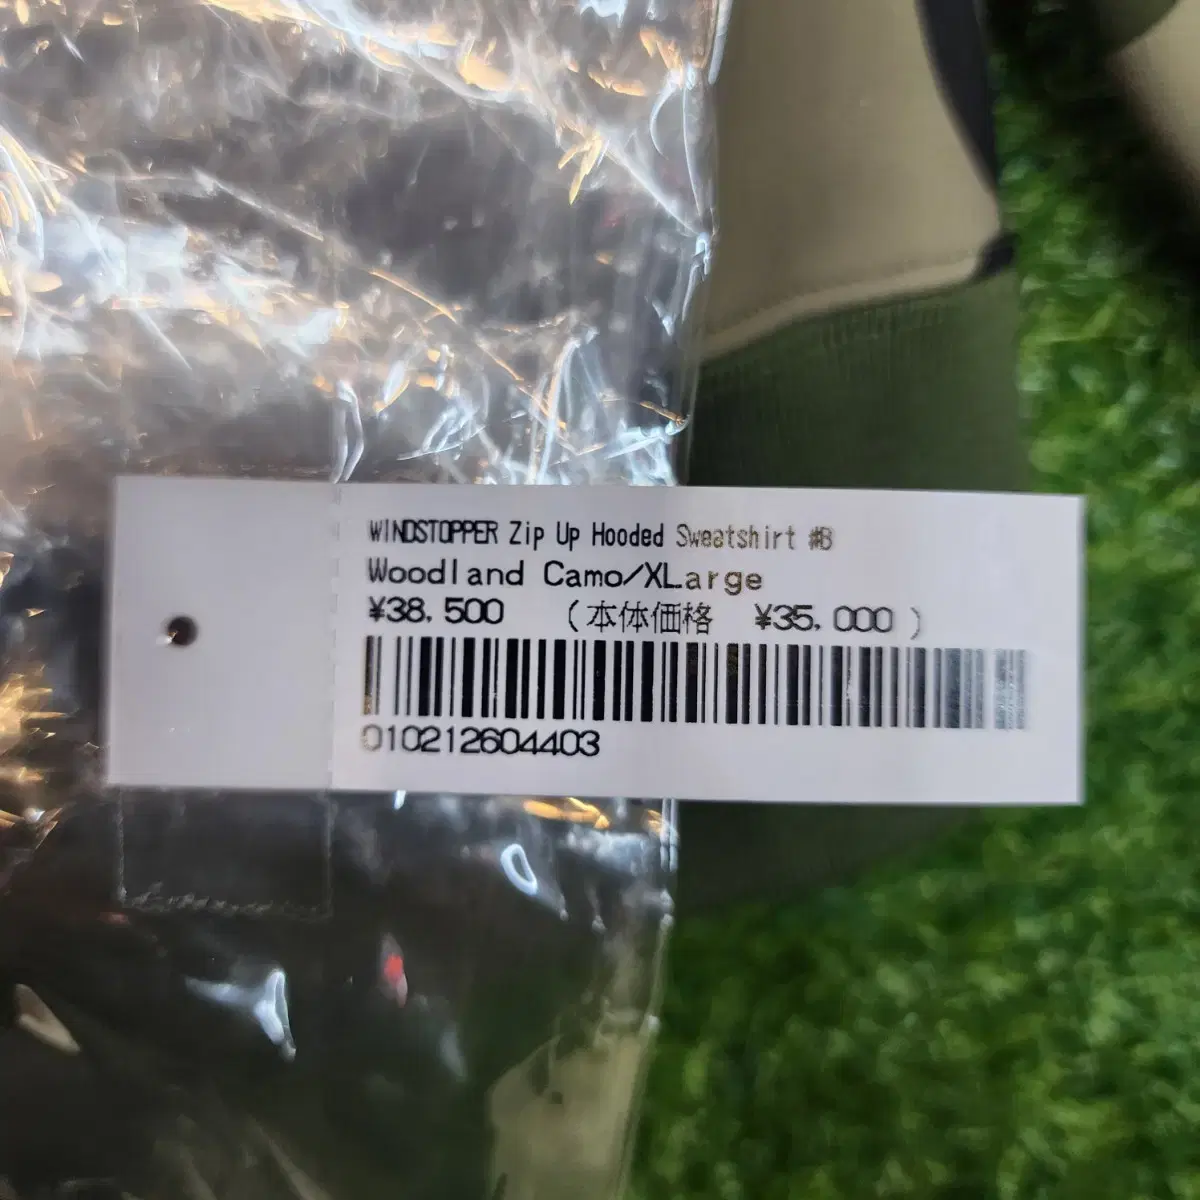 WINDSTOPPER Zip Up Hooded Sweatshirt #B
Woodland Camo/XLarge
¥38,500 (本体価格 ¥35,000)
010212604403